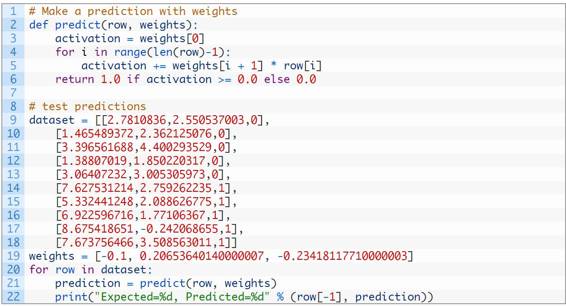 1 # Make a prediction with weights
2 def predict(row, weights):
3     activation = weights[0]
4     for i in range(len(row)-1):
5         activation += weights[i + 1] * row[i]
6     return 1.0 if activation >= 0.0 else 0.0
7
8 # test predictions
9 dataset = [[2.7810836,2.550537003,0],
10     [1.465489372,2.362125076,0],
11     [3.396561688,4.400293529,0],
12     [1.38807019,1.850220317,0],
13     [3.06407232,3.005305973,0],
14     [7.627531214,2.759262235,1],
15     [5.332441248,2.088626775,1],
16     [6.922596716,1.77106367,1],
17     [8.675418651,-0.242068655,1],
18     [7.673756466,3.508563011,1]]
19 weights = [-0.1, 0.20653640140000007, -0.23418117710000003]
20 for row in dataset:
21     prediction = predict(row, weights)
22     print("Expected=%d, Predicted=%d" % (row[-1], prediction))